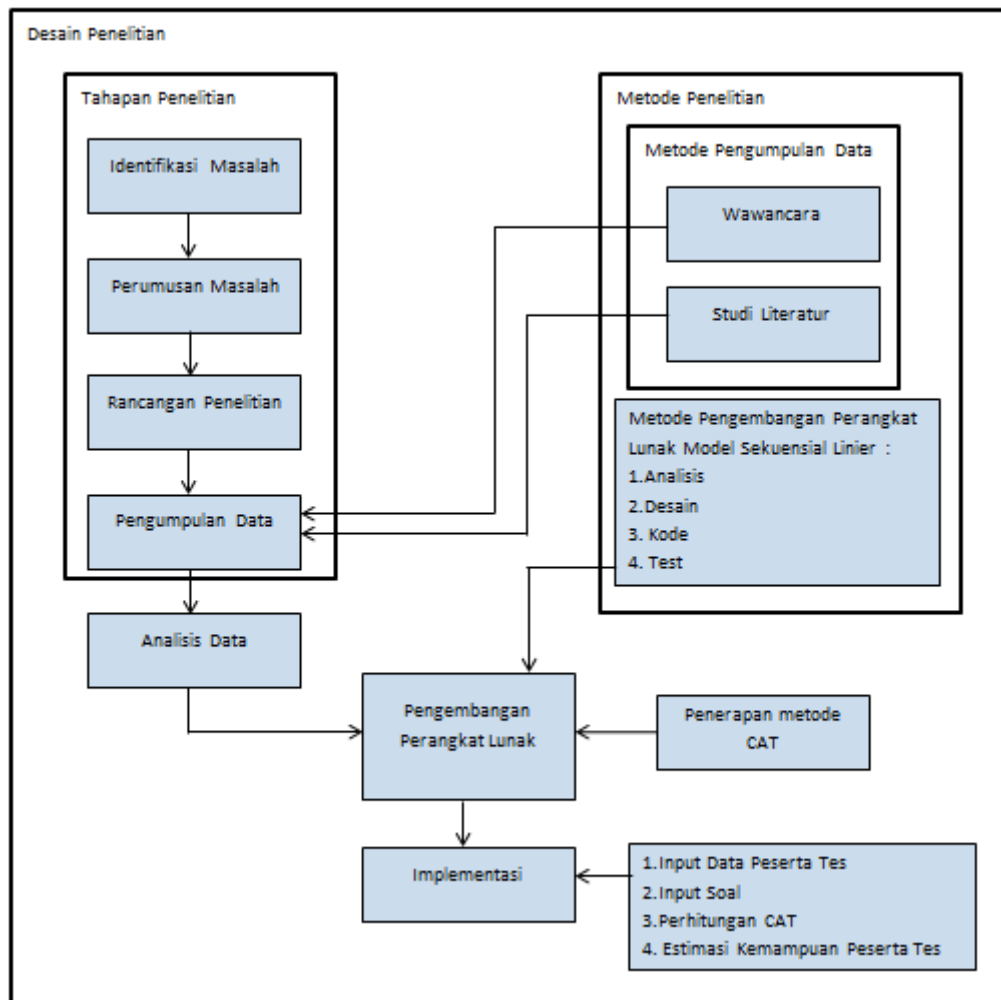 Desain Penelitian
Tahapan Penelitian
Identifikasi Masalah
Perumusan Masalah
Rancangan Penelitian
Pengumpulan Data
Analisis Data
Metode Penelitian
Metode Pengumpulan Data
Wawancara
Studi Literatur
Metode Pengembangan Perangkat
Lunak Model Sekuensial Linier :
1.Analisis
2.Desain
3. Kode
4. Test
Pengembangan
Perangkat Lunak
Penerapan metode
CAT
Implementasi
1.Input Data Peserta Tes
2.Input Soal
3.Perhitungan CAT
4. Estimasi Kemampuan Peserta Tes